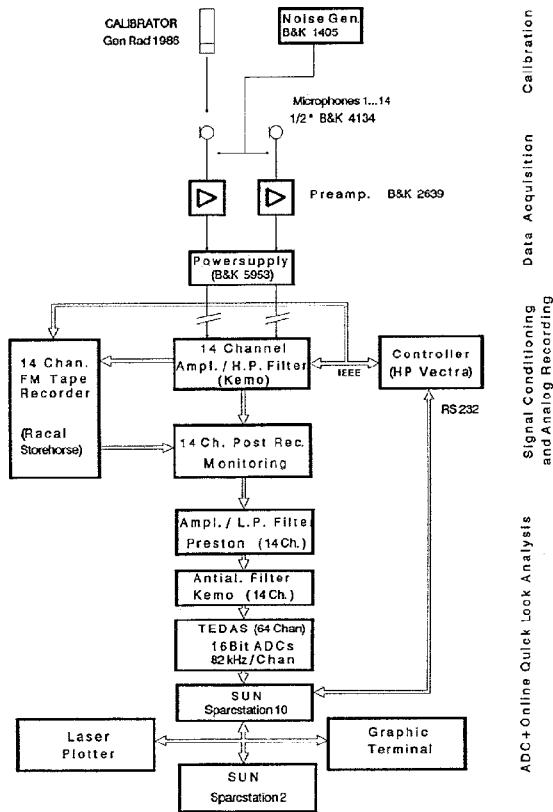 CALIBRATOR
Gen Rad 1986
Noise Gen.
B&K 1405
Microphones 1...14
1/2" B&K 4134
Preamp. B&K 2639
Powersupply
(B&K 5953)
14 Chan.
FM Tape
Recorder
(Racal
Storehorse)
14 Channel
Ampl. / H.P. Filter
(Kemo)
IEEE
Controller
(HP Vectra)
RS232
14 Ch. Post Rec.
Monitoring
Ampl. / L.P. Filter
Preston (14 Ch.)
Antial. Filter
Kemo (14 Ch.)
TEDAS (64 Chan)
16Bit ADCs
82 kHz/Chan
SUN
Sparcstation 10
Laser
Plotter
Graphic
Terminal
SUN
Sparcstation 2
Calibration
Data Acquisition
Signal Conditioning
and Analog Recording
ADC + Online Quick Look Analysis